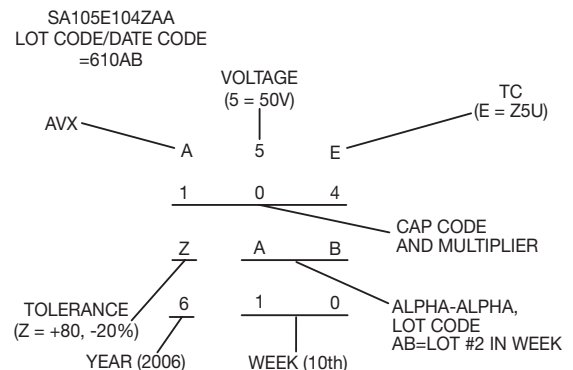 SA105E104ZAA
LOT CODE/DATE CODE
=610AB
VOLTAGE
(5 = 50V)
TC
(E = Z5U)
AVX
A 5 E
1 0 4
CAP CODE
AND MULTIPLIER
Z A B
TOLERANCE
(Z = +80, -20%)
6 1 0
ALPHA-ALPHA,
LOT CODE
AB=LOT #2 IN WEEK
YEAR (2006)
WEEK (10th)